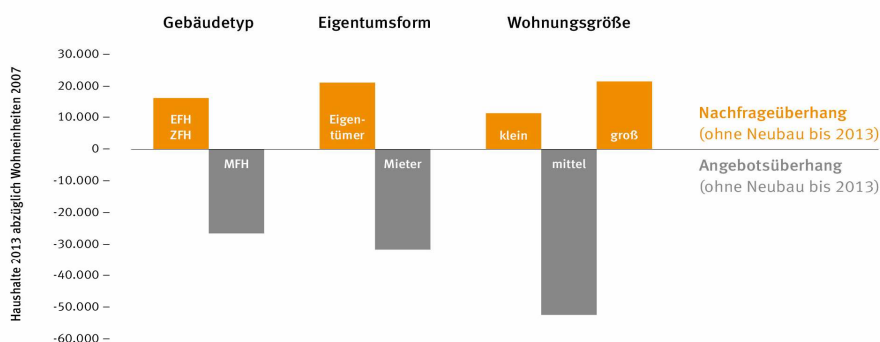 Gebäudetyp
Eigentumsform
Wohnungsgröße
Haushalte 2013 abzüglich Wohneinheiten 2007
30.000 –
20.000 –
10.000 –
0 –
-10.000 –
-20.000 –
-30.000 –
-40.000 –
-50.000 –
-60.000 –
EFH
ZFH
MFH
Eigen-
tümer
Mieter
klein
mittel
groß
Nachfrageüberhang
(ohne Neubau bis 2013)
Angebotsüberhang
(ohne Neubau bis 2013)